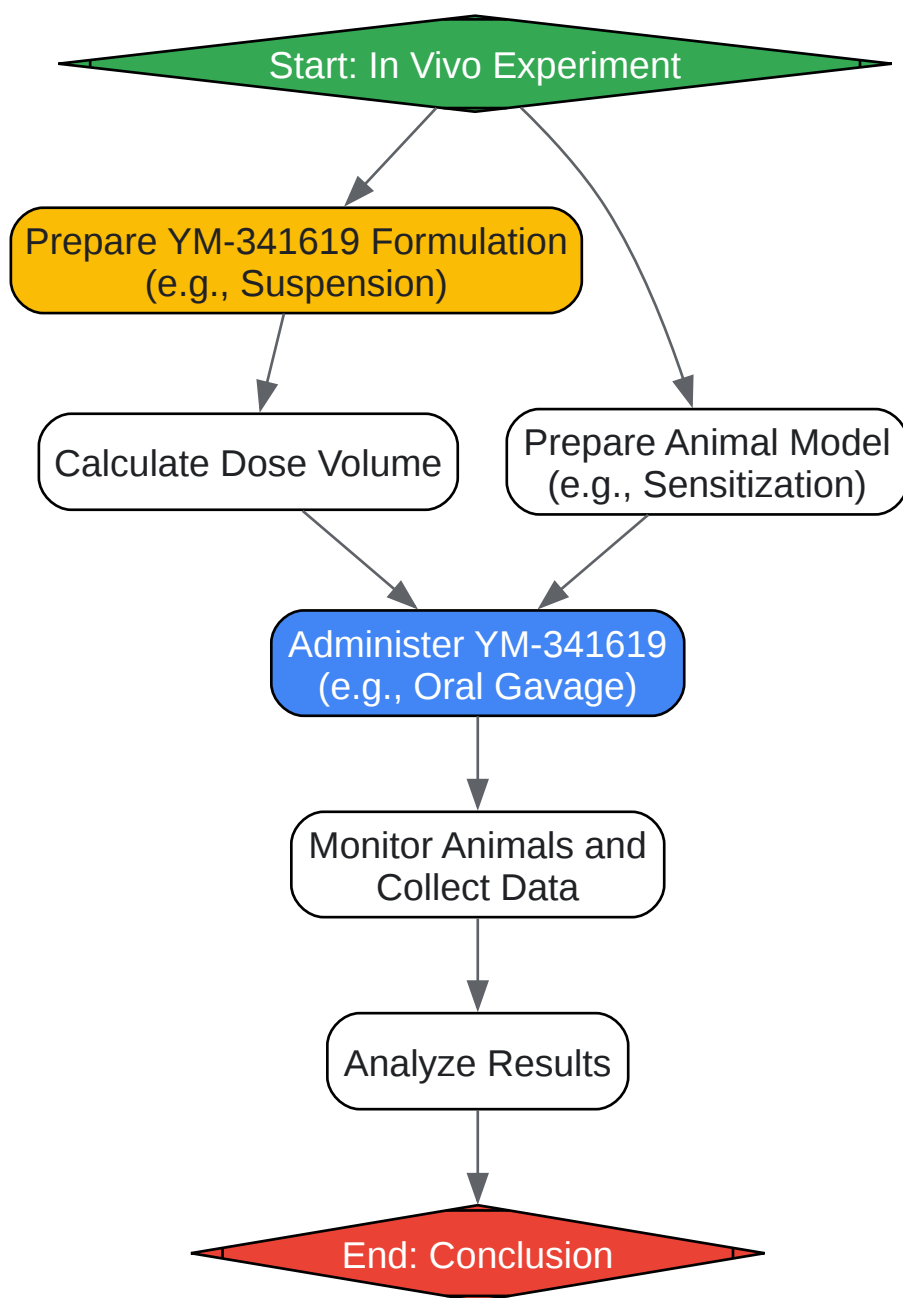 Start: In Vivo Experiment
Prepare YM-341619 Formulation
(e.g., Suspension)
Calculate Dose Volume
Prepare Animal Model
(e.g., Sensitization)
Administer YM-341619
(e.g., Oral Gavage)
Monitor Animals and
Collect Data
Analyze Results
End: Conclusion